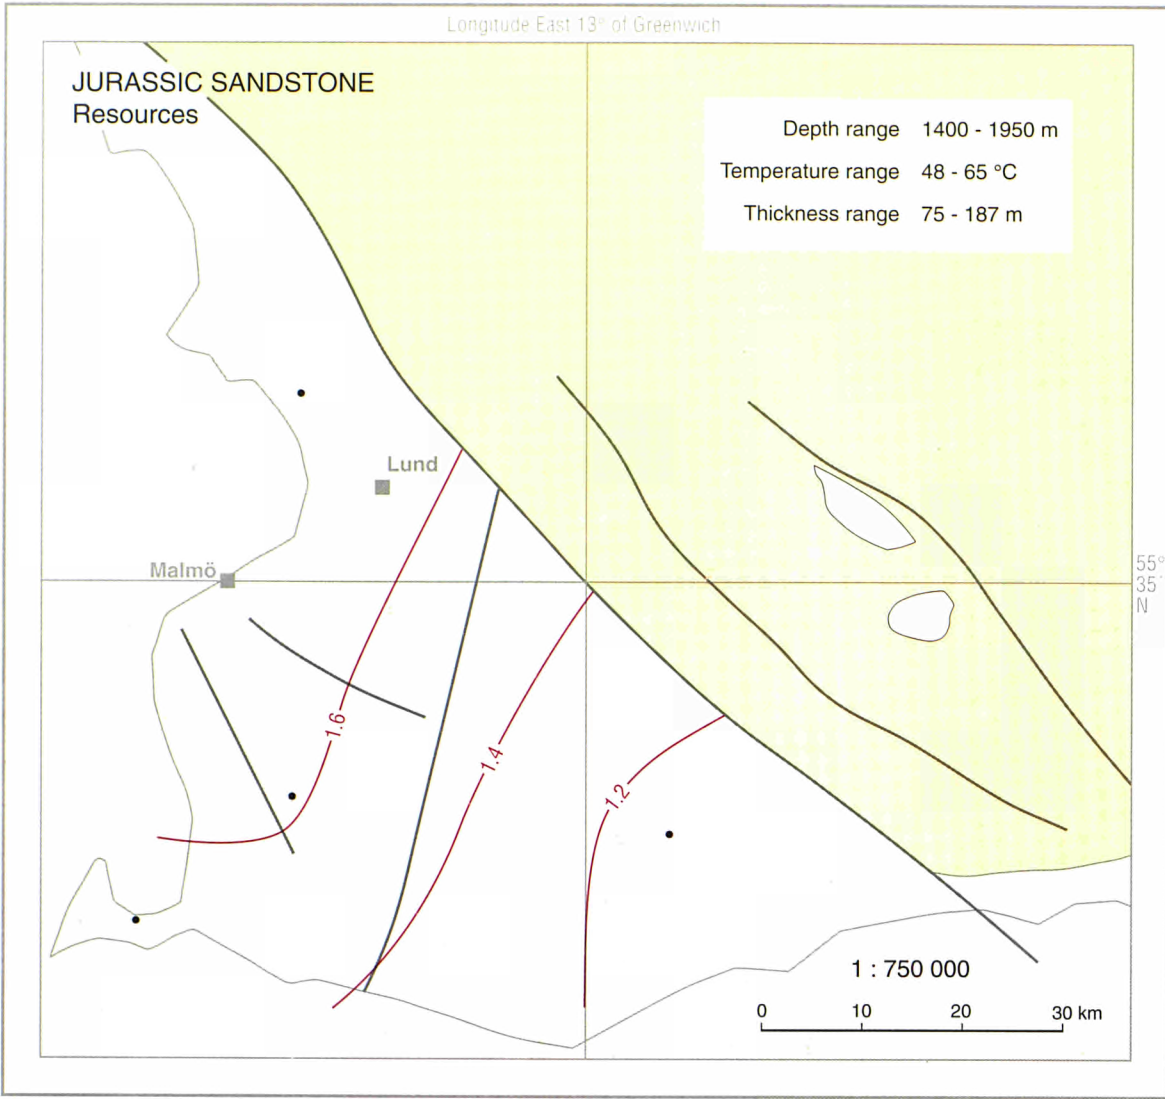 Longitude East 13° of Greenwich
JURASSIC SANDSTONE
Resources
Depth range 1400 - 1950 m
Temperature range 48 - 65 °C
Thickness range 75 - 187 m
Lund
Malmö
55°
35'
N
1.6
1.4
1.2
1 : 750 000
0 10 20 30 km